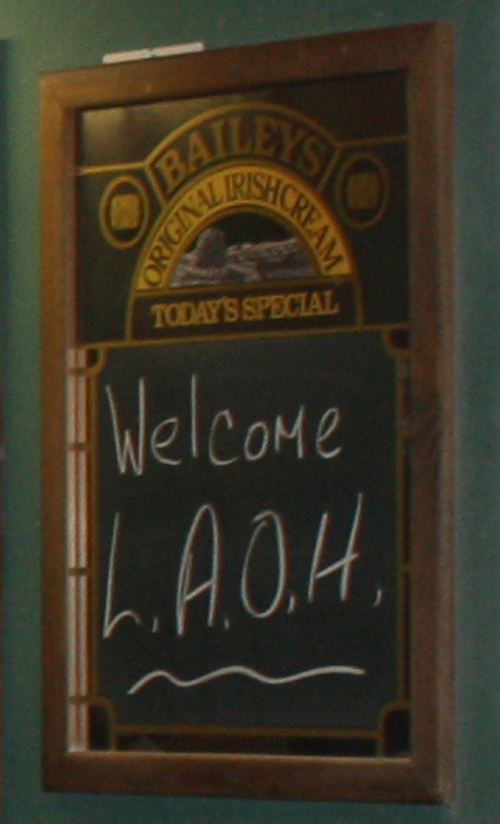 BAILEYS
ORIGINAL IRISH CREAM
TODAY'S SPECIAL
Welcome
L.A.O.H.